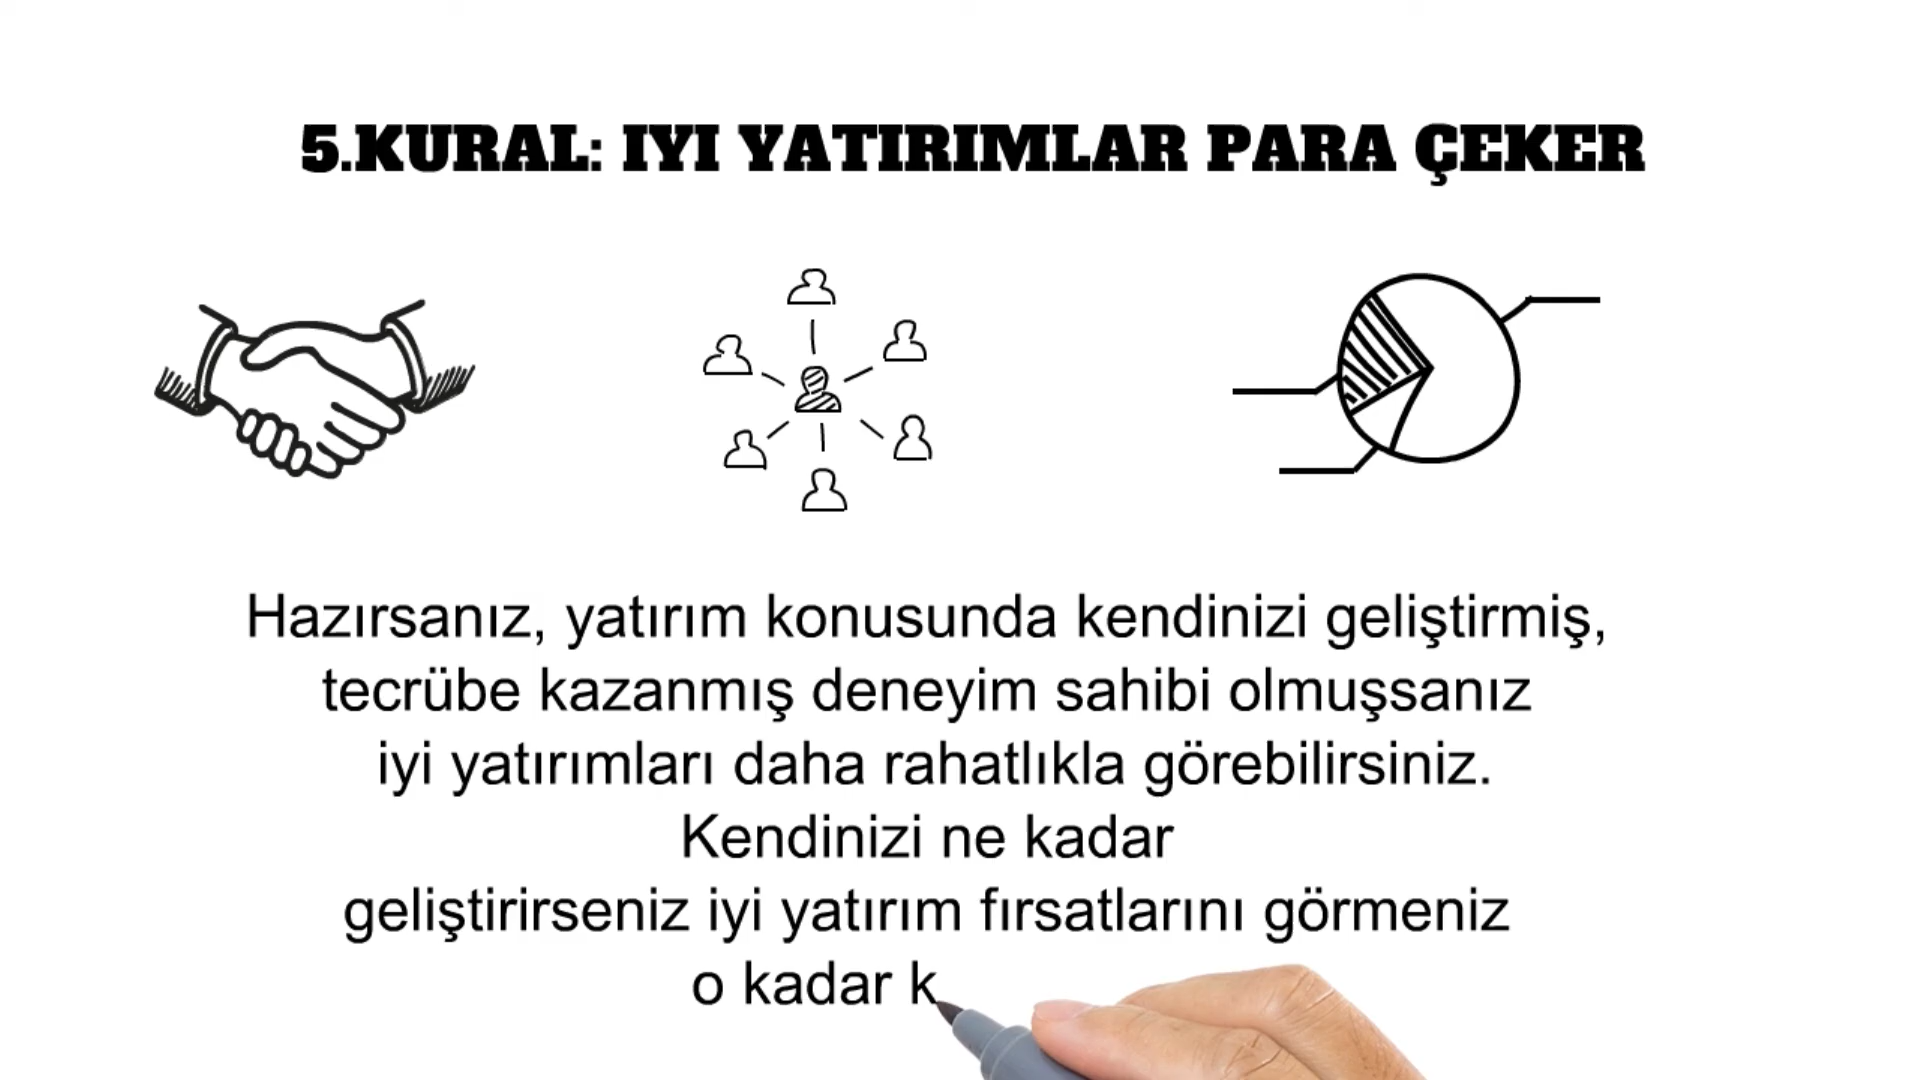 5.KURAL: IYI YATIRIMLAR PARA ÇEKER
Hazırsanız, yatırım konusunda kendinizi geliştirmiş,
tecrübe kazanmış deneyim sahibi olmuşsanız
iyi yatırımları daha rahatlıkla görebilirsiniz.
Kendinizi ne kadar
geliştirirseniz iyi yatırım fırsatlarını görmeniz
o kadar k